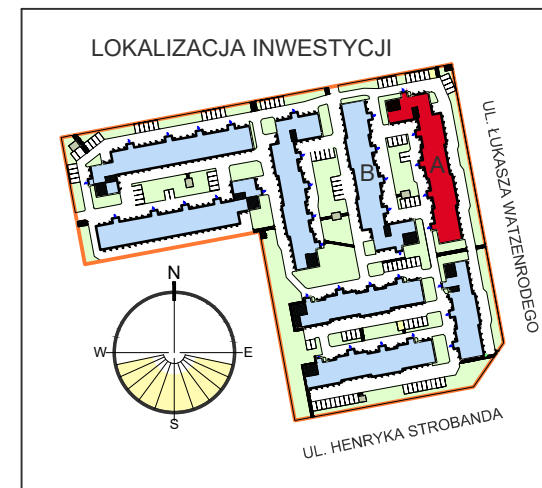 LOKALIZACJA INWESTYCJI
UL. ŁUKASZA WATZENRODEGO
A
B
N
W
E
S
UL. HENRYKA STROBANDA